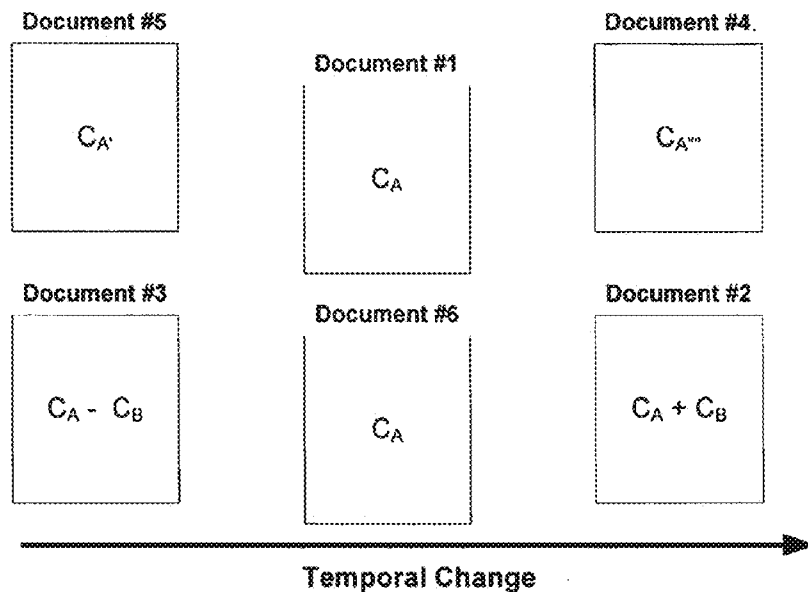 Document #5
Document #1
Document #4.
C_A'
C_A
C_A''''
Document #3
Document #6
Document #2
C_A - C_B
C_A
C_A + C_B
Temporal Change